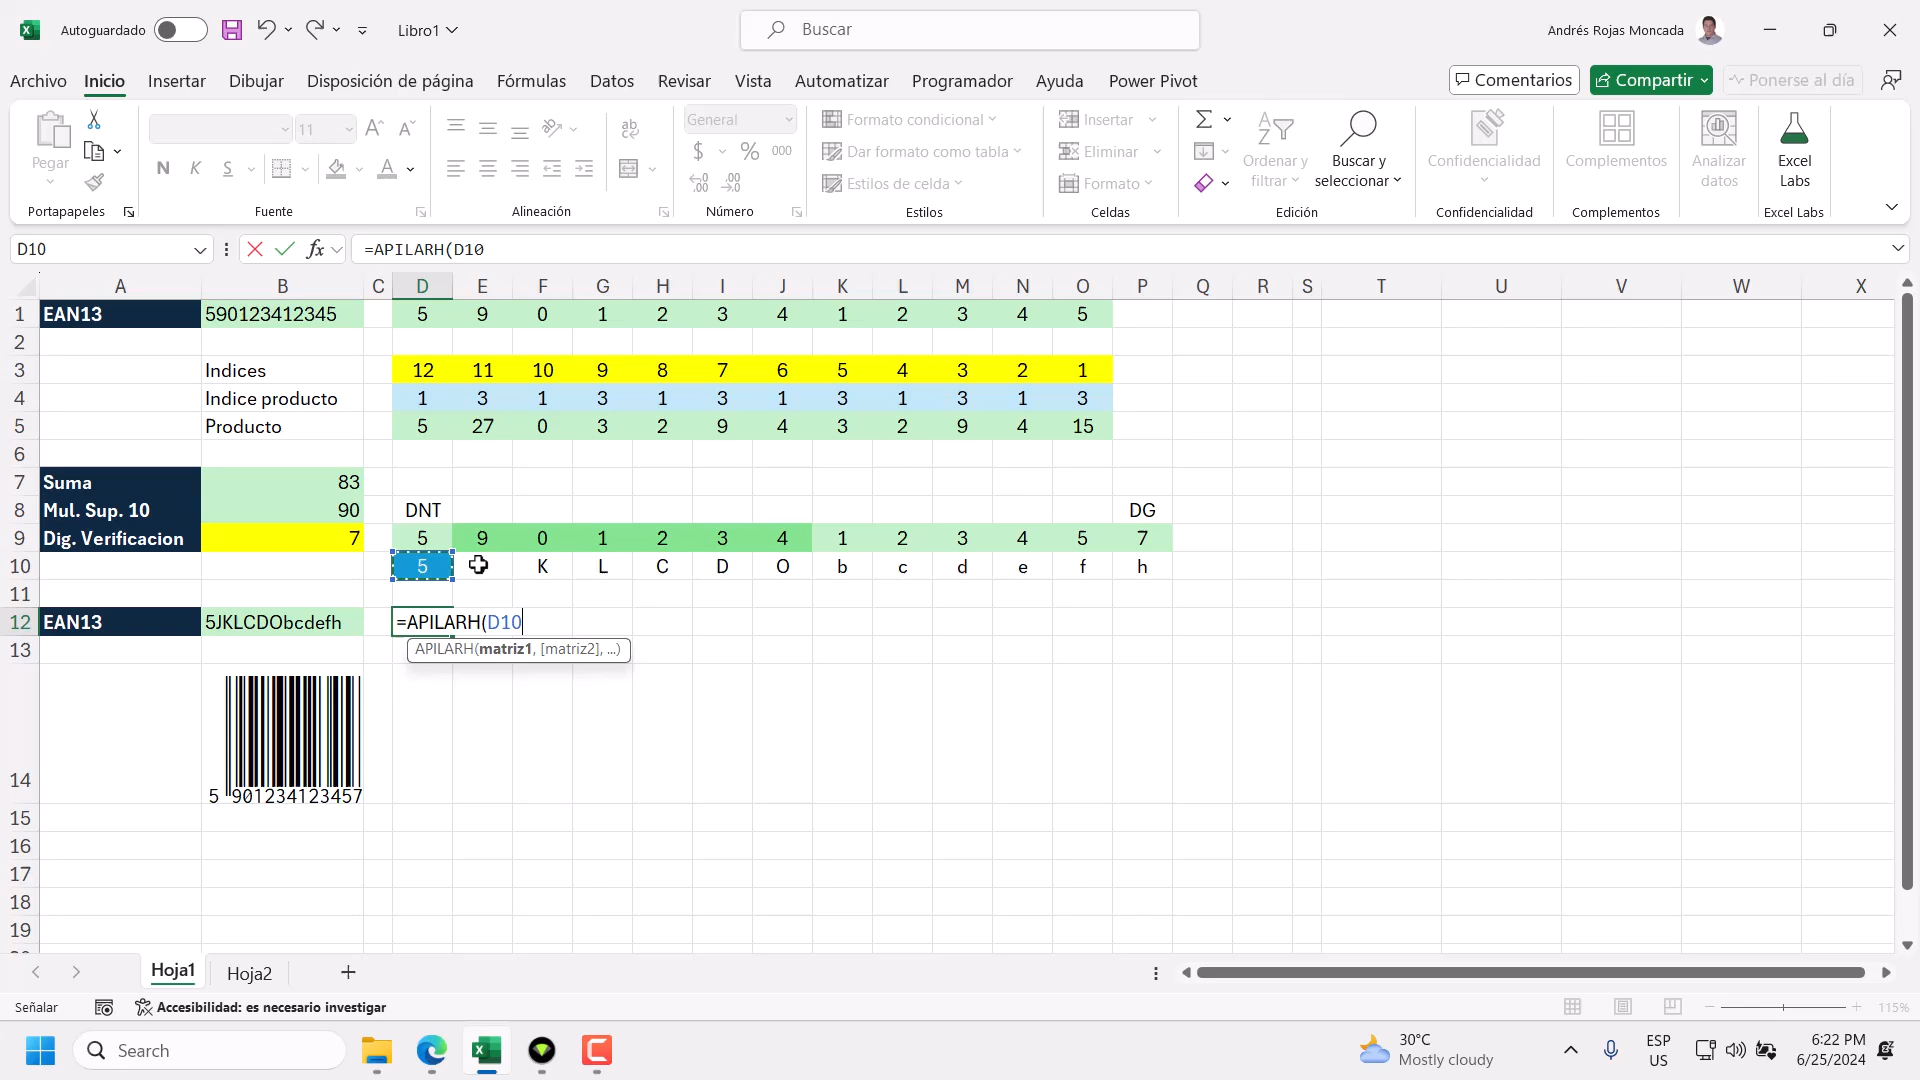 Autoguardado
Libro1
Buscar
Andrés Rojas Moncada
Archivo Inicio Insertar Dibujar Disposición de página Fórmulas Datos Revisar Vista Automatizar Programador Ayuda Power Pivot
Comentarios Compartir Ponerse al día
Pegar
Portapapeles
11
N K S
Fuente
ab
Alineación
General
$ % 000
Número
Formato condicional
Dar formato como tabla
Estilos de celda
Estilos
Insertar
Eliminar
Formato
Celdas
Ordenar y filtrar
Buscar y seleccionar
Edición
Confidencialidad
Confidencialidad
Complementos
Complementos
Analizar datos
Excel Labs
Excel Labs
D10 fx =APILARH(D10
A B C D E F G H I J K L M N O P Q R S T U V W X
1 EAN13 590123412345 5 9 0 1 2 3 4 1 2 3 4 5
2
3 Indices 12 11 10 9 8 7 6 5 4 3 2 1
4 Indice producto 1 3 1 3 1 3 1 3 1 3 1 3
5 Producto 5 27 0 3 2 9 4 3 2 9 4 15
6
7 Suma 83
8 Mul. Sup. 10 90 DNT DG
9 Dig. Verificacion 7 5 9 0 1 2 3 4 1 2 3 4 5 7
10 5 K L C D O b c d e f h
11
12 EAN13 5JKLCDObcdefh =APILARH(D10
13 APILARH(matriz1, [matriz2], ...)
14 5 901234123457
15
16
17
18
19
Hoja1 Hoja2
Señalar Accesibilidad: es necesario investigar 115%
Search
30°C
Mostly cloudy
ESP
US
6:22 PM
6/25/2024